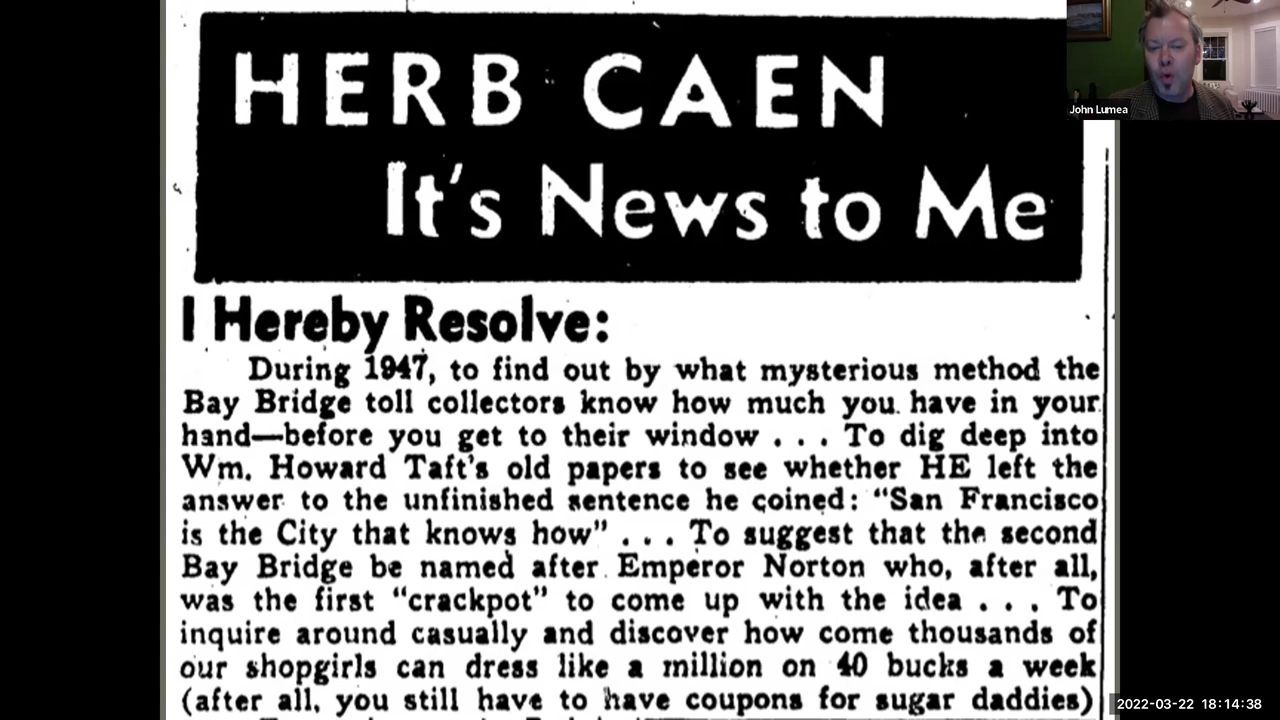 HERB CAEN
It's News to Me
John Lumea
I Hereby Resolve:
During 1947, to find out by what mysterious method the
Bay Bridge toll collectors know how much you have in your
hand—before you get to their window . . . To dig deep into
Wm. Howard Taft's old papers to see whether HE left the
answer to the unfinished sentence he coined: "San Francisco
is the City that knows how" . . . To suggest that the second
Bay Bridge be named after Emperor Norton who, after all,
was the first "crackpot" to come up with the idea . . . To
inquire around casually and discover how come thousands of
our shopgirls can dress like a million on 40 bucks a week
(after all, you still have to have coupons for sugar daddies)
2022-03-22 18:14:38